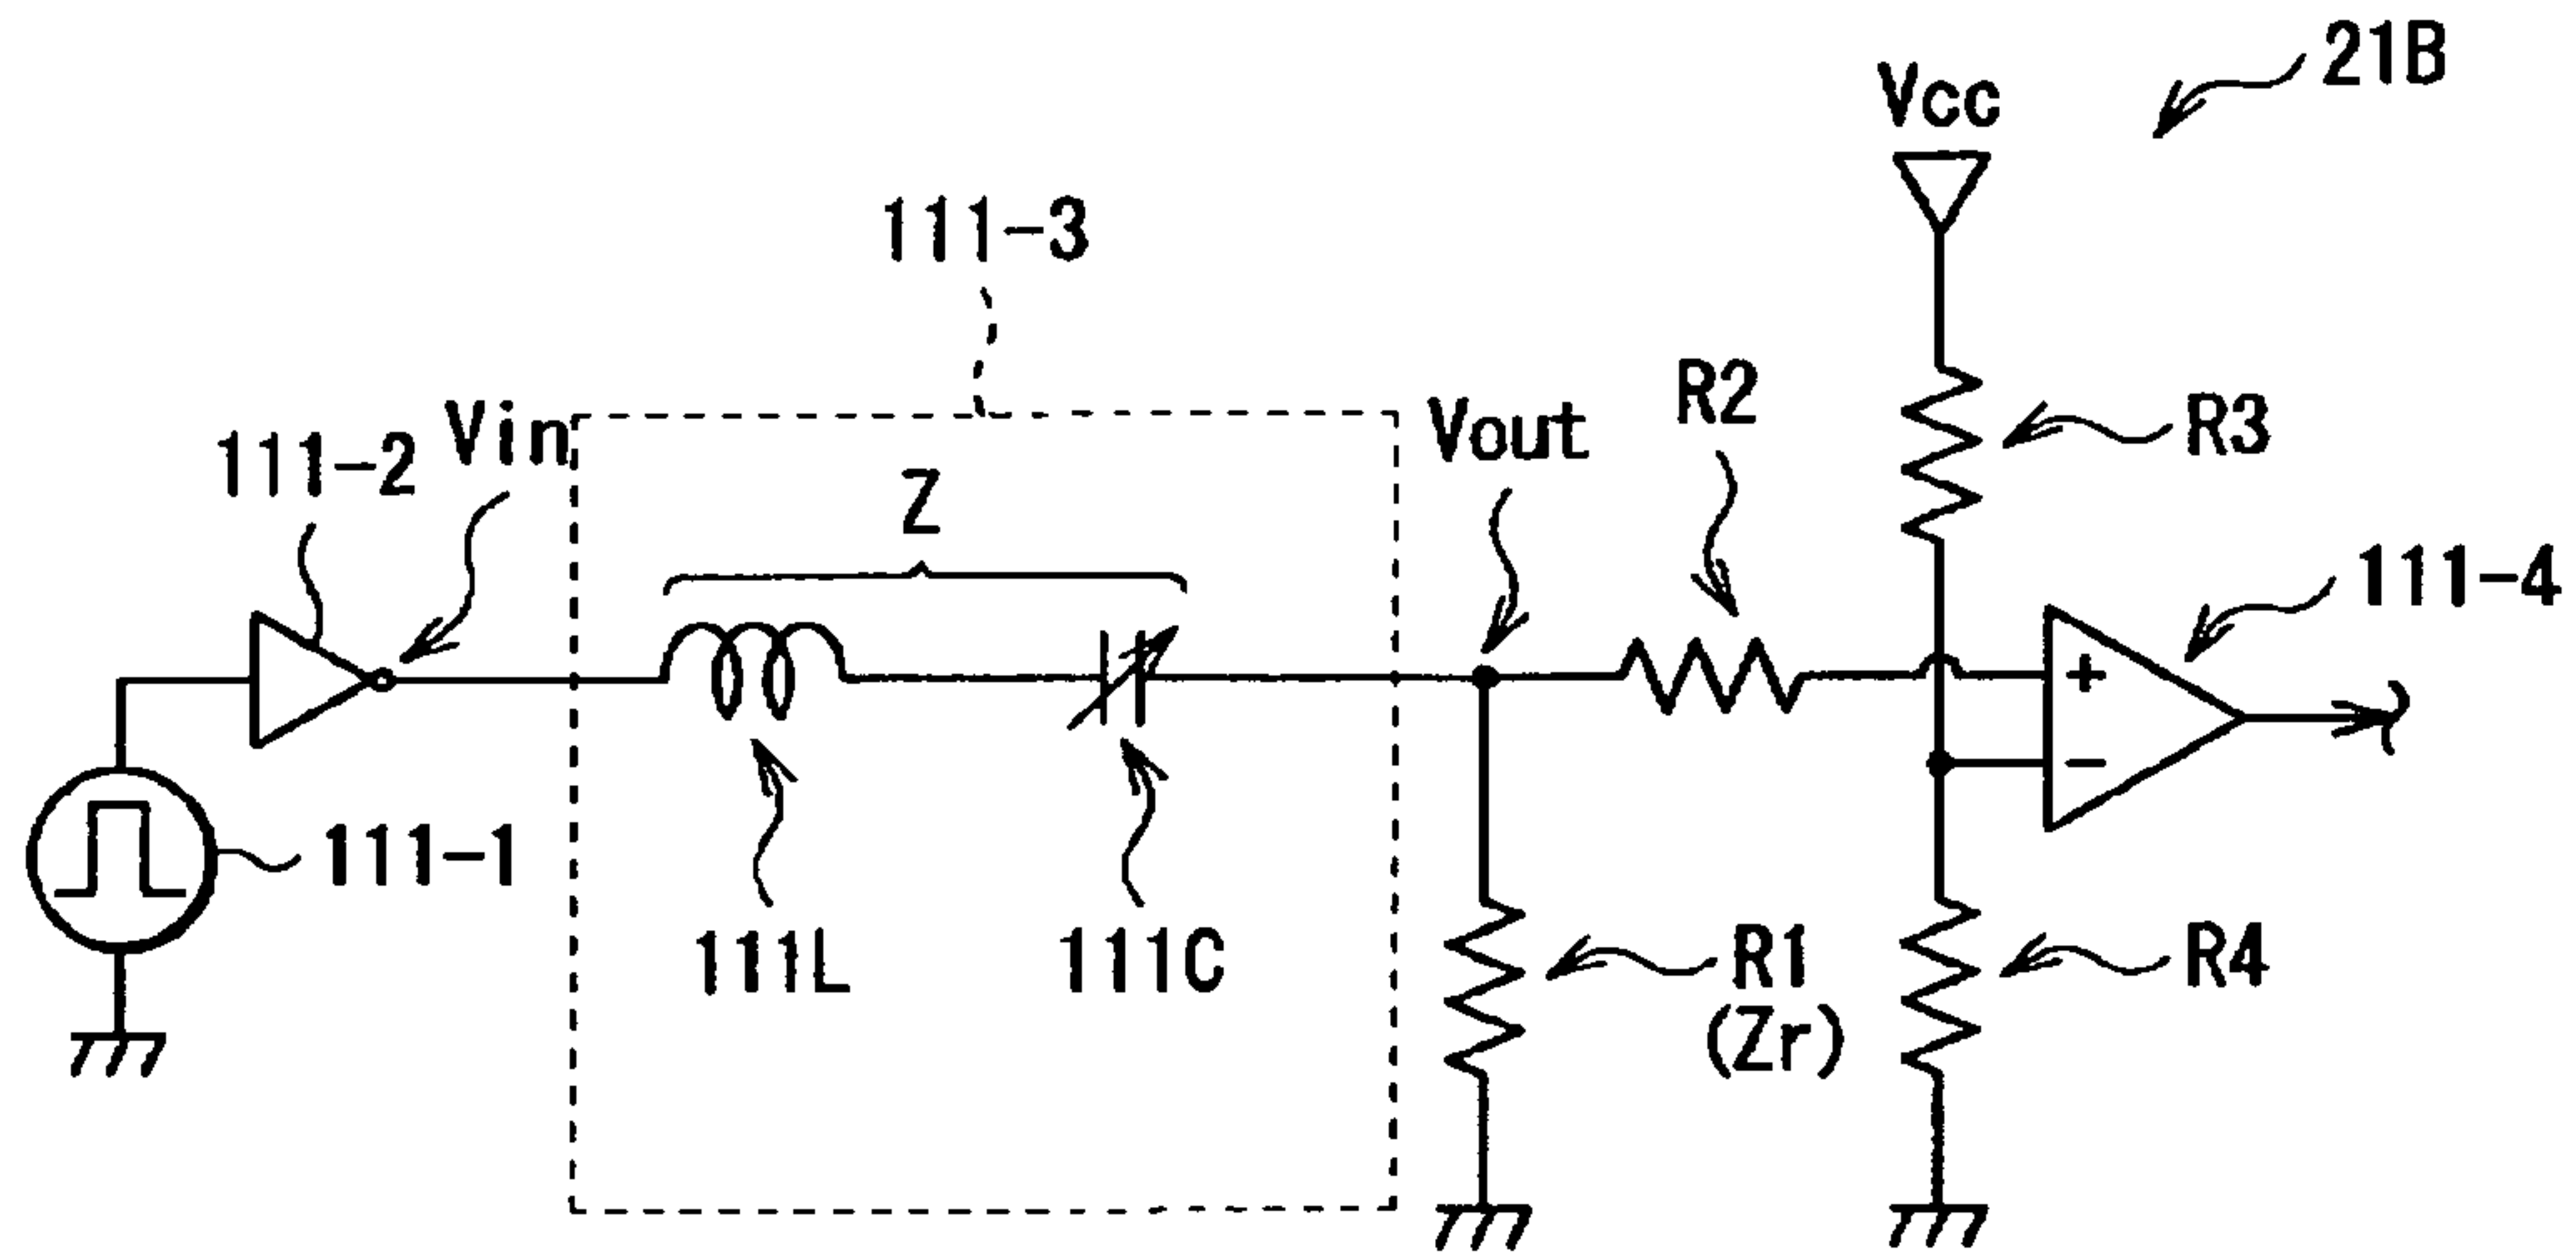 21B
Vcc
111-3
111-2
Vin
Z
Vout
R2
R3
111-4
+
−
111-1
111L
111C
R1
(Zr)
R4